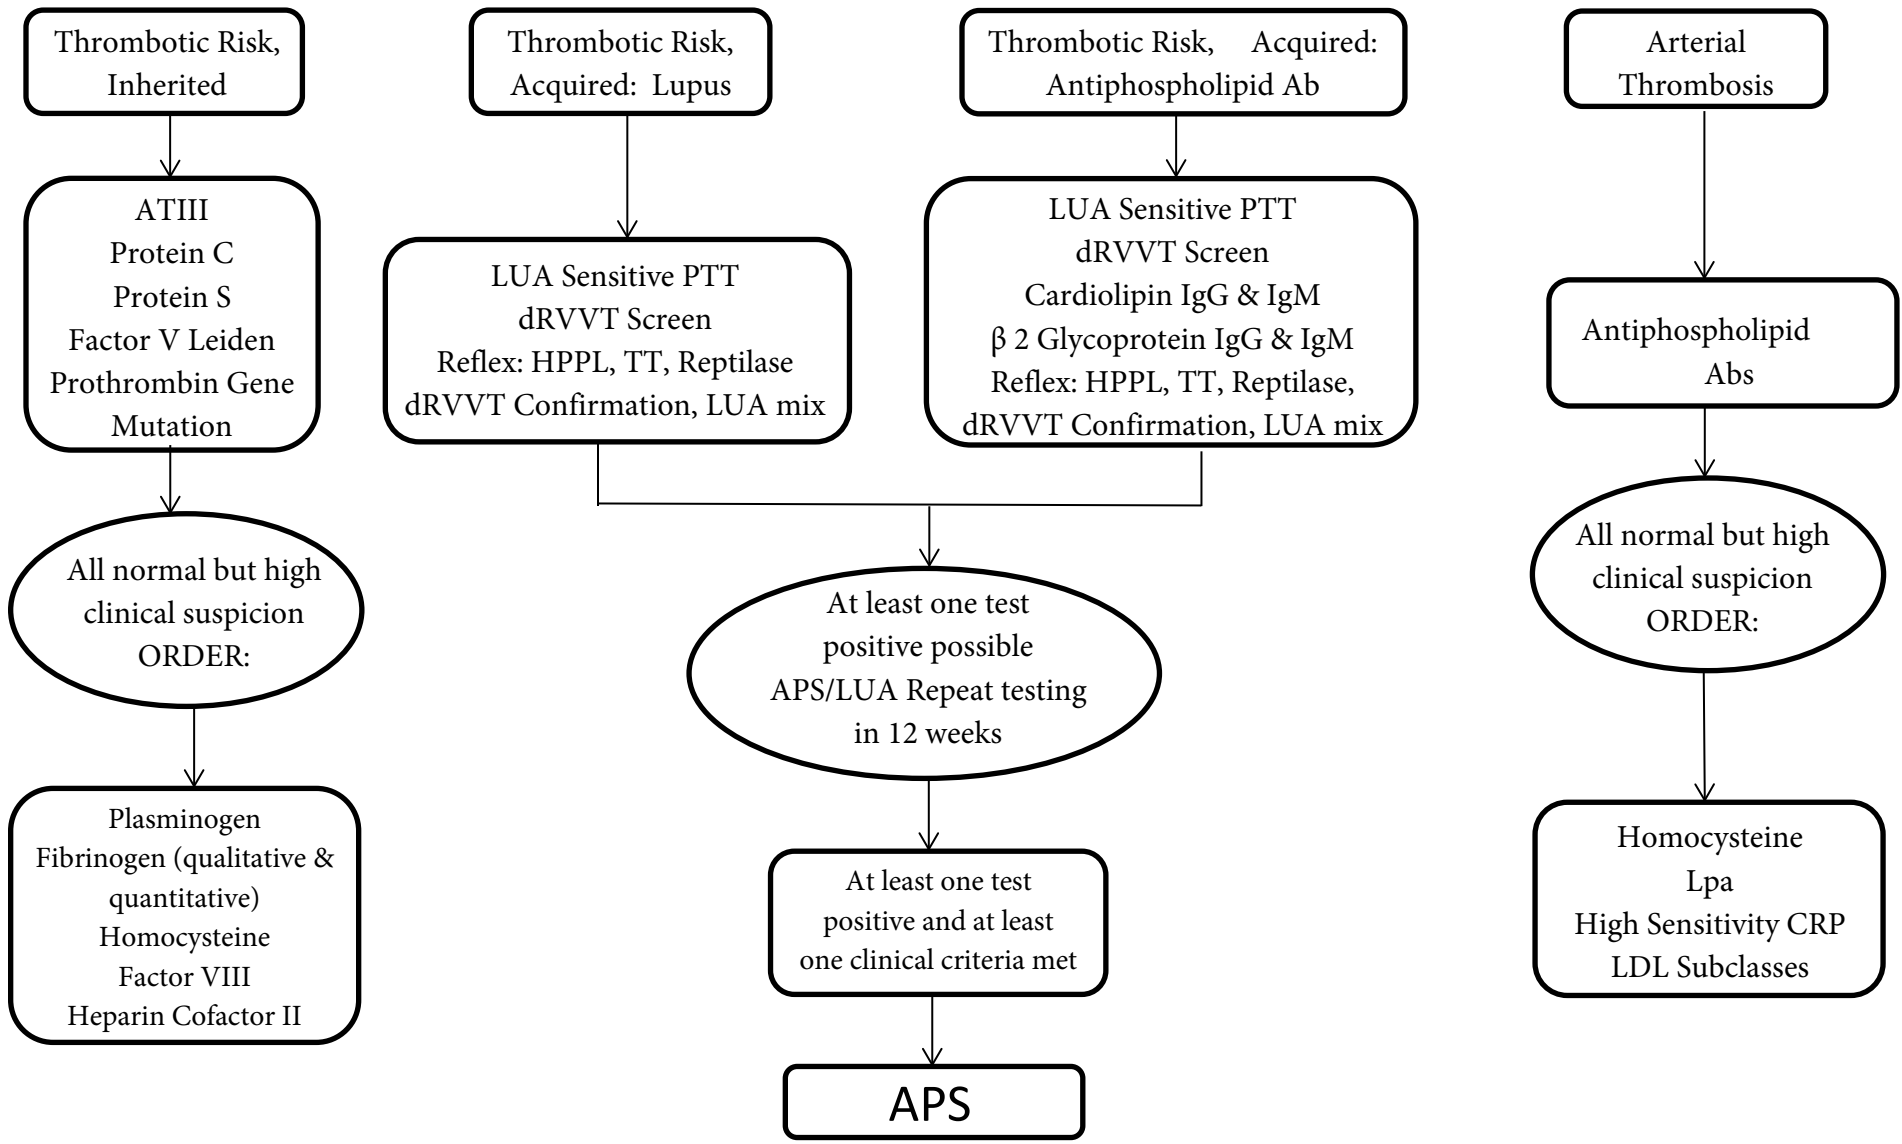 Thrombotic Risk,
Inherited
ATIII
Protein C
Protein S
Factor V Leiden
Prothrombin Gene
Mutation
All normal but high
clinical suspicion
ORDER:
Plasminogen
Fibrinogen (qualitative &
quantitative)
Homocysteine
Factor VIII
Heparin Cofactor II
Thrombotic Risk,
Acquired: Lupus
LUA Sensitive PTT
dRVVT Screen
Reflex: HPPL, TT, Reptilase
dRVVT Confirmation, LUA mix
Thrombotic Risk, Acquired:
Antiphospholipid Ab
LUA Sensitive PTT
dRVVT Screen
Cardiolipin IgG & IgM
β 2 Glycoprotein IgG & IgM
Reflex: HPPL, TT, Reptilase,
dRVVT Confirmation, LUA mix
At least one test
positive possible
APS/LUA Repeat testing
in 12 weeks
At least one test
positive and at least
one clinical criteria met
APS
Arterial
Thrombosis
Antiphospholipid
Abs
All normal but high
clinical suspicion
ORDER:
Homocysteine
Lpa
High Sensitivity CRP
LDL Subclasses